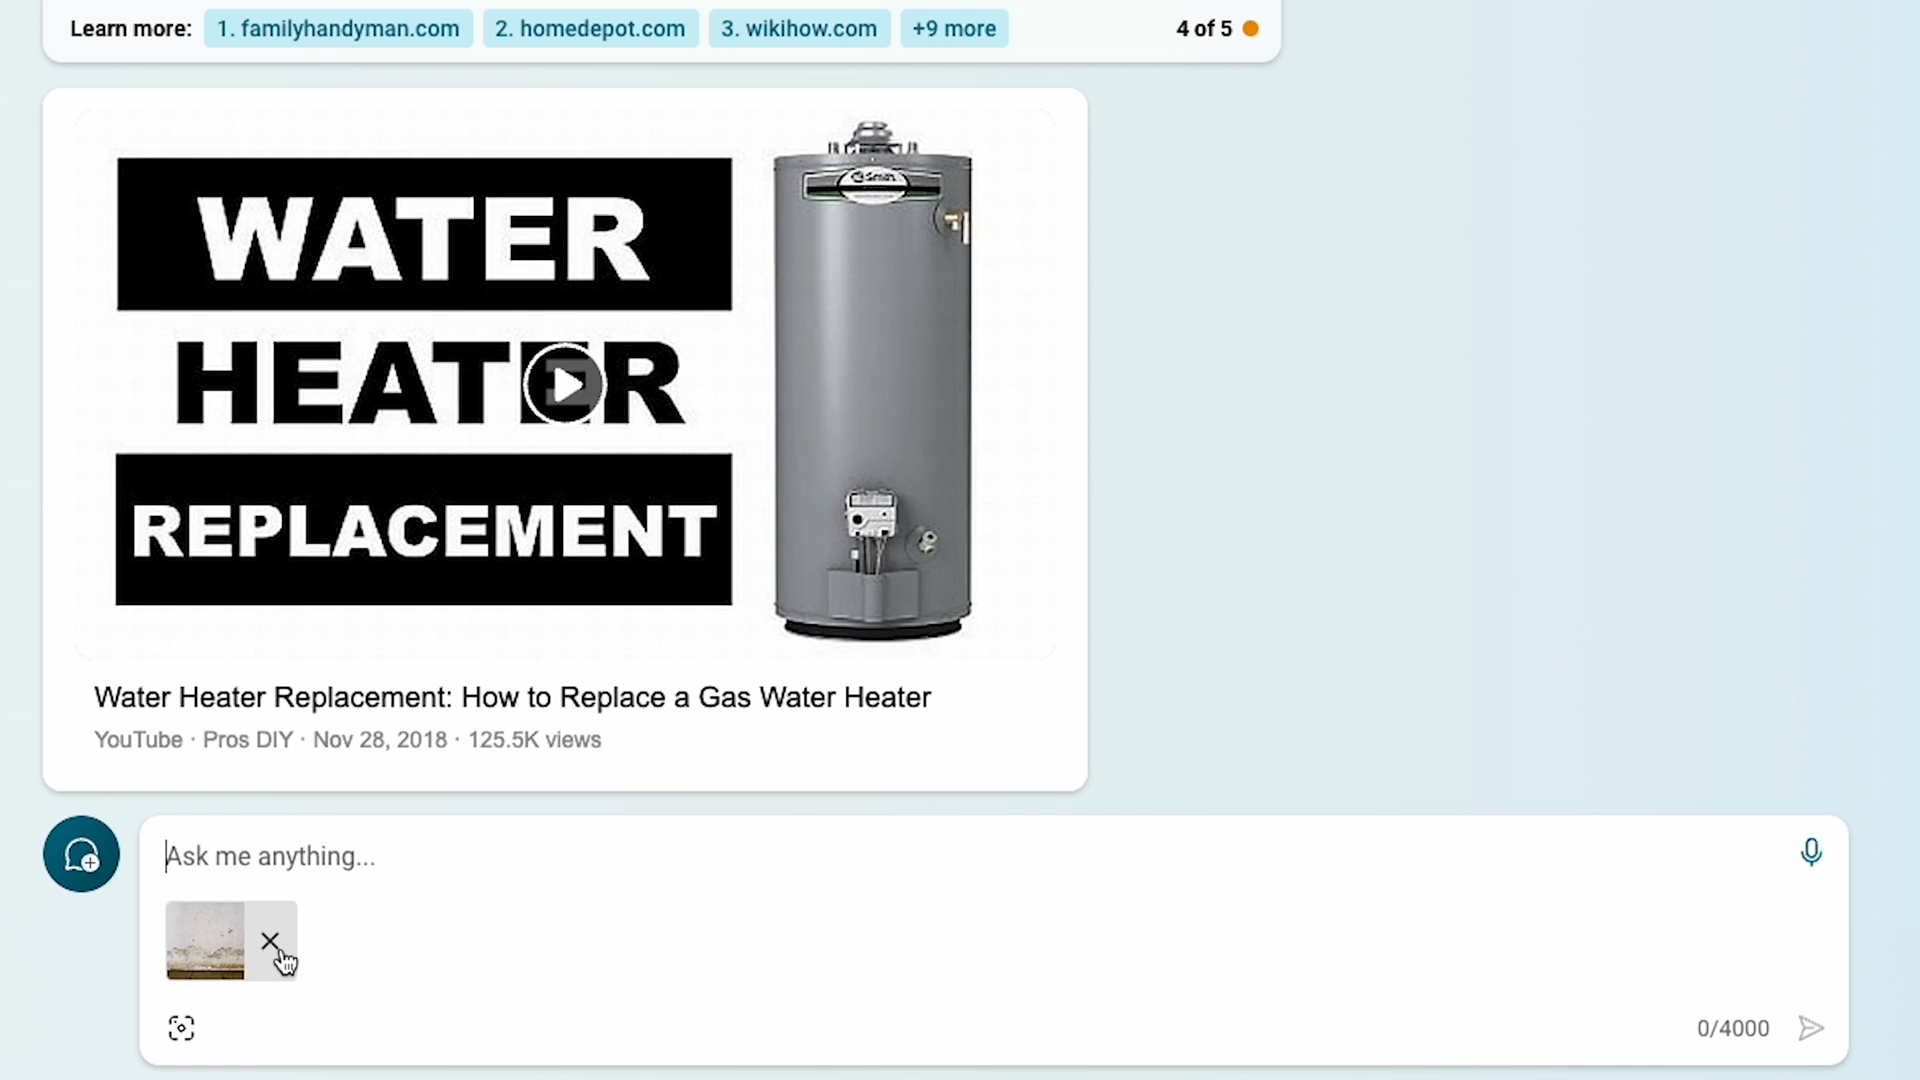 Learn more: 1. familyhandyman.com 2. homedepot.com 3. wikihow.com +9 more 4 of 5
WATER
HEATER
REPLACEMENT
Smith
Water Heater Replacement: How to Replace a Gas Water Heater
YouTube · Pros DIY · Nov 28, 2018 · 125.5K views
Ask me anything...
0/4000